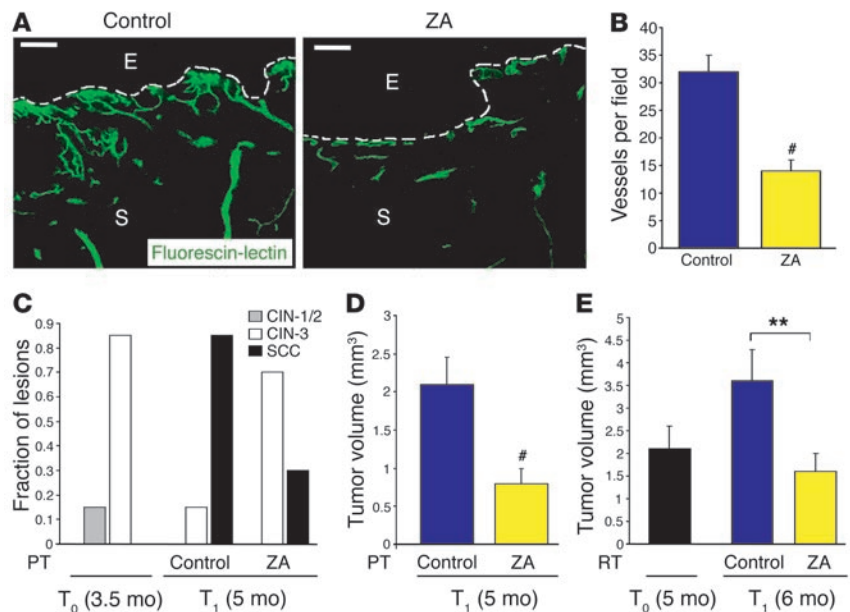 A
Control
ZA
E
S
Fluorescin-lectin
E
S
B
Vessels per field
40
35
30
25
20
15
10
5
0
#
Control
ZA
C
Fraction of lesions
0.9
0.8
0.7
0.6
0.5
0.4
0.3
0.2
0.1
0
CIN-1/2
CIN-3
SCC
PT
Control
ZA
T0 (3.5 mo)
T1 (5 mo)
D
Tumor volume (mm³)
3
2.5
2
1.5
1
0.5
0
#
PT
Control
ZA
T1 (5 mo)
E
Tumor volume (mm³)
5
4.5
4
3.5
3
2.5
2
1.5
1
0.5
0
**
RT
Control
ZA
T0 (5 mo)
T1 (6 mo)